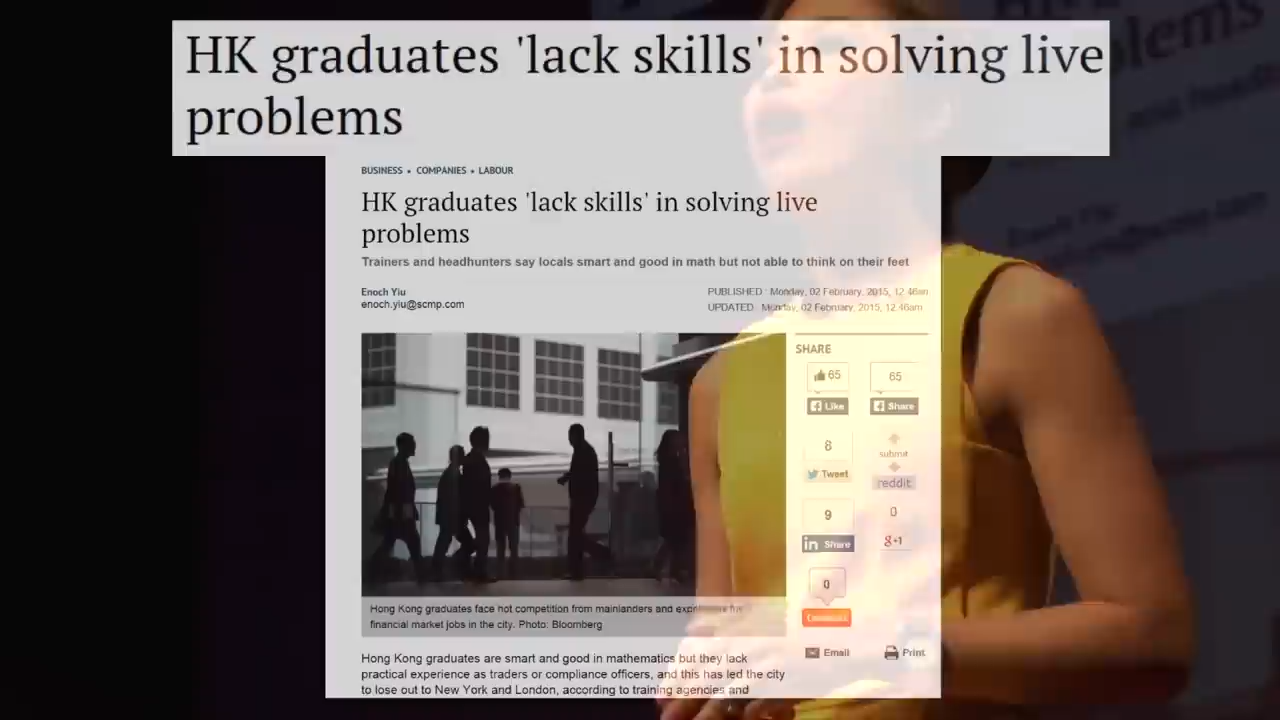 HK graduates 'lack skills' in solving live
problems
BUSINESS • COMPANIES • LABOUR
HK graduates 'lack skills' in solving live
problems
Trainers and headhunters say locals smart and good in math but not able to think on their feet
Enoch Yiu
enoch.yiu@scmp.com
PUBLISHED : Monday, 02 February, 2015, 12:46am
UPDATED : Monday, 02 February, 2015, 12:46am
SHARE
65
65
Like
Share
8
submit
Tweet
reddit
9
0
in Share
g+1
0
Comment
Hong Kong graduates face hot competition from mainlanders and expatriates for
financial market jobs in the city. Photo: Bloomberg
Email
Print
Hong Kong graduates are smart and good in mathematics but they lack
practical experience as traders or compliance officers, and this has led the city
to lose out to New York and London, according to training agencies and